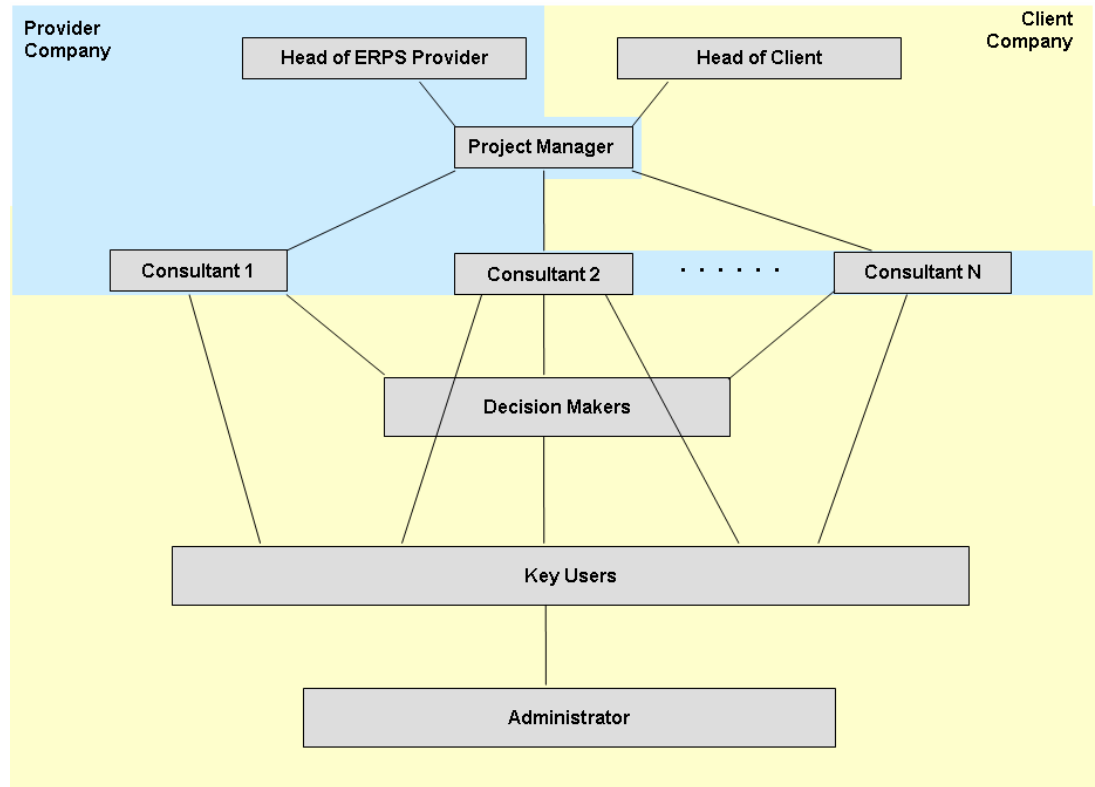 Provider
Company
Client
Company
Head of ERPS Provider
Head of Client
Project Manager
Consultant 1
Consultant 2
. . . . . .
Consultant N
Decision Makers
Key Users
Administrator